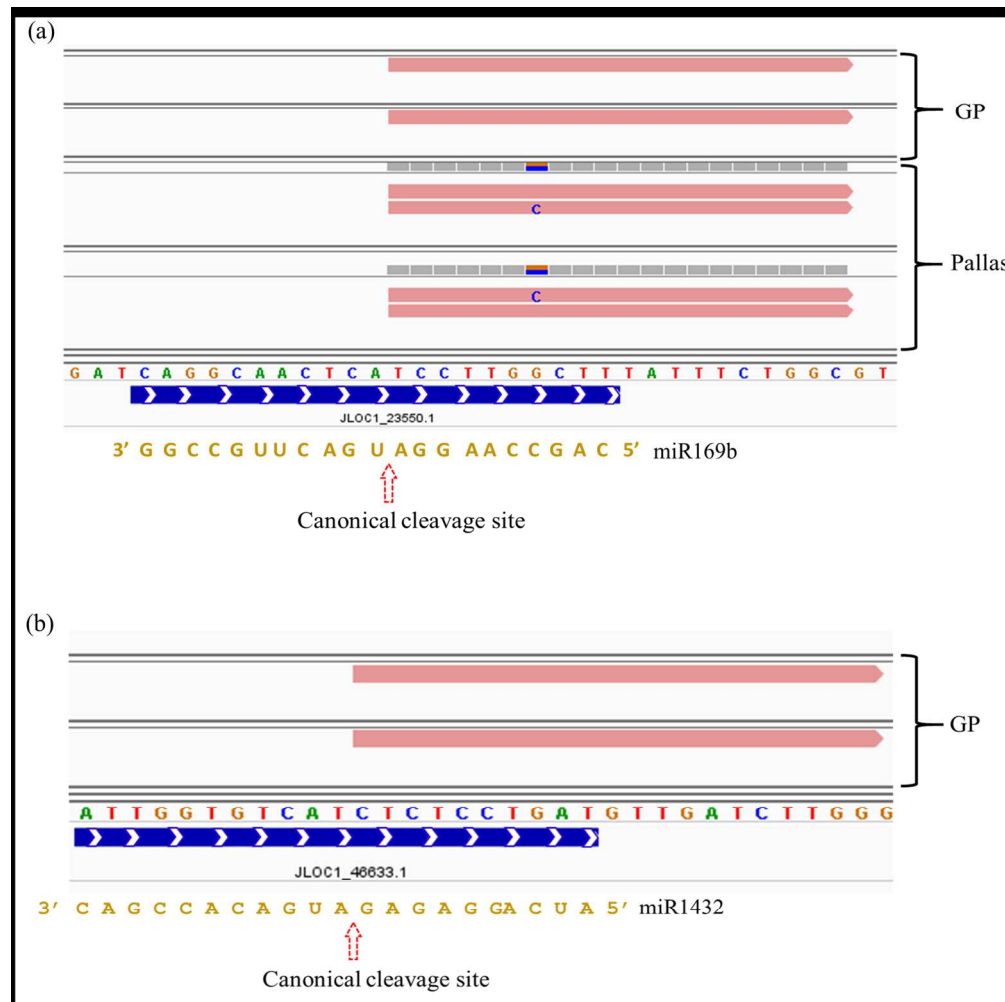 (a)
GP
C
Pallas
C
G A T C A G G C A A C T C A T C C T T G G C T T T A T T T C T G G C G T
JLOC1_23550.1
3' G G C C G U U C A G U A G G A A C C G A C 5' miR169b
Canonical cleavage site
(b)
GP
A T T G G T G T C A T C T C T C C T G A T G T T G A T C T T G G G
JLOC1_46633.1
3' C A G C C A C A G U A G A G A G G A C U A 5' miR1432
Canonical cleavage site